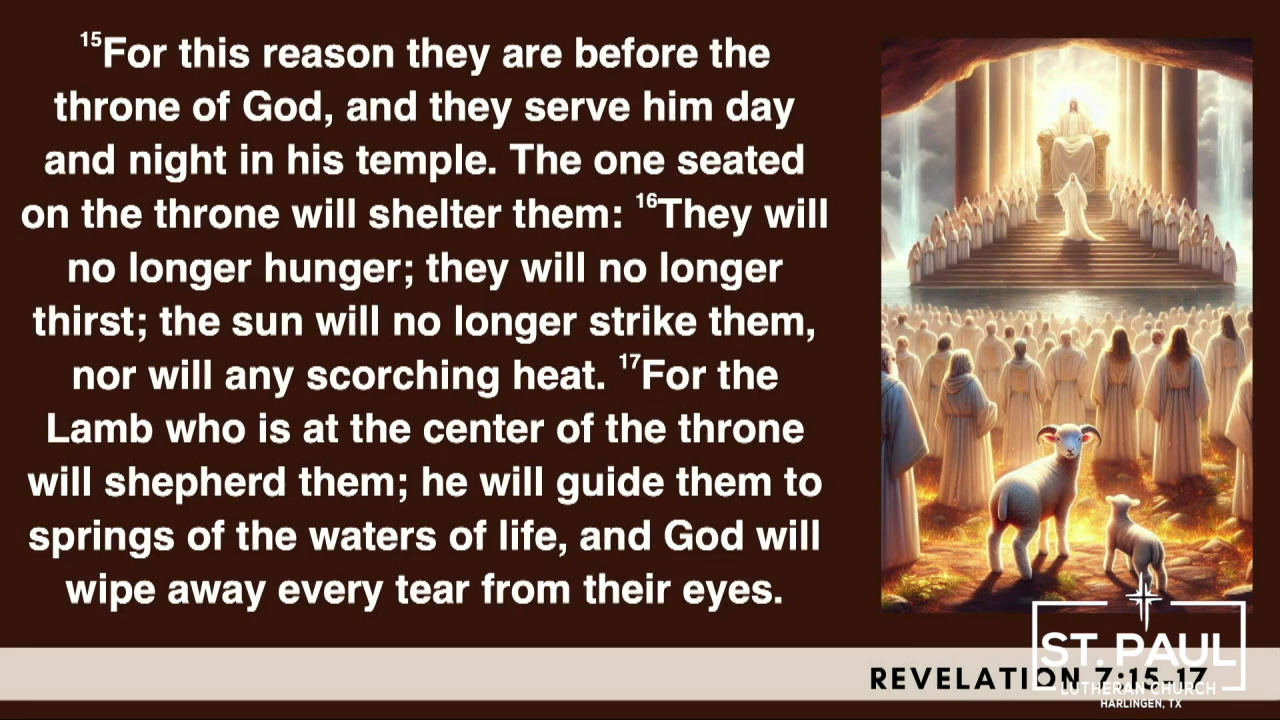 ¹⁵For this reason they are before the
throne of God, and they serve him day
and night in his temple. The one seated
on the throne will shelter them: ¹⁶They will
no longer hunger; they will no longer
thirst; the sun will no longer strike them,
nor will any scorching heat. ¹⁷For the
Lamb who is at the center of the throne
will shepherd them; he will guide them to
springs of the waters of life, and God will
wipe away every tear from their eyes.
REVELATION 7:15-17
ST. PAUL
LUTHERAN CHURCH
HARLINGEN, TX